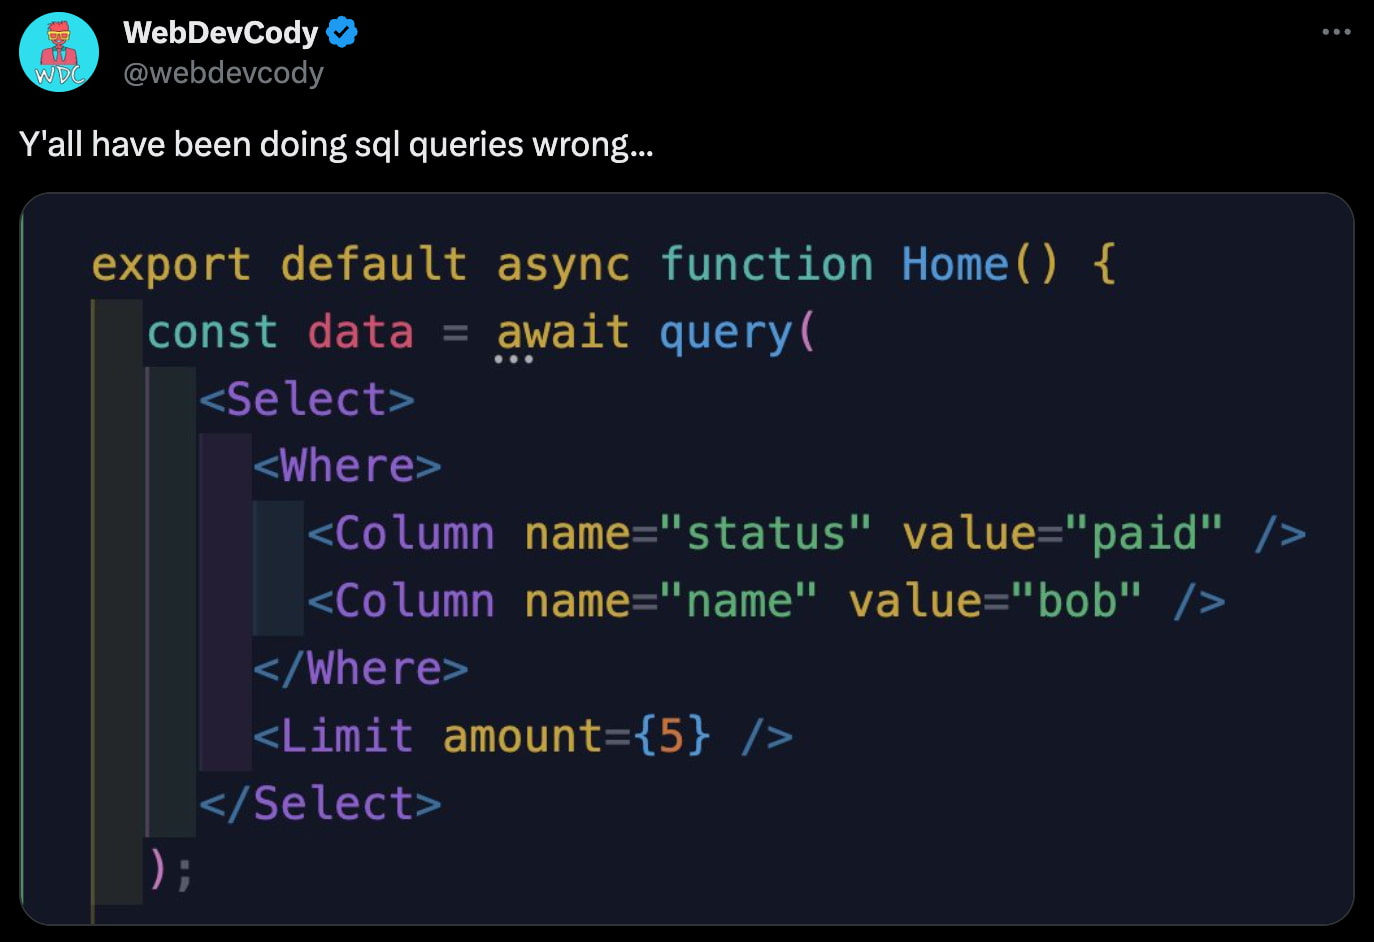 WebDevCody
@webdevcody
Y'all have been doing sql queries wrong...
export default async function Home() {
const data = await query(
<Select>
<Where>
<Column name="status" value="paid" />
<Column name="name" value="bob" />
</Where>
<Limit amount={5} />
</Select>
);
WDC